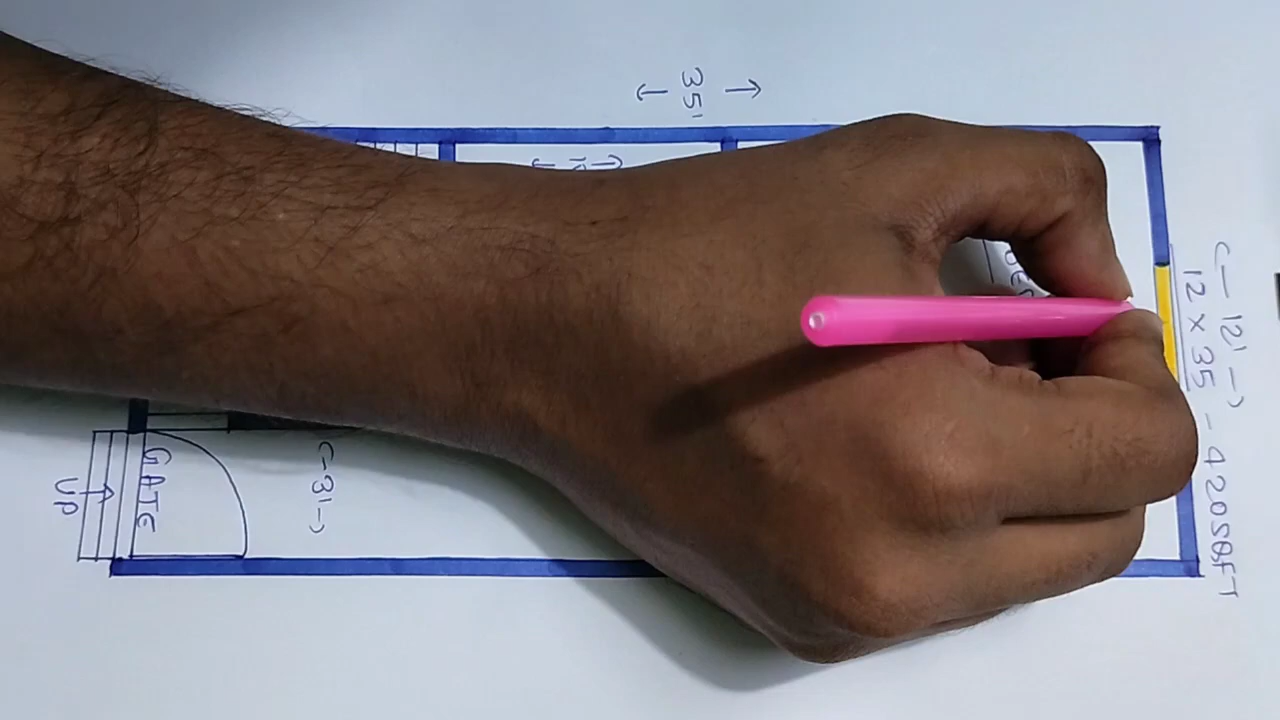 (- 12' -)
12 x 35 - 420SQFT
35'
(-3'-)
GATE
UP